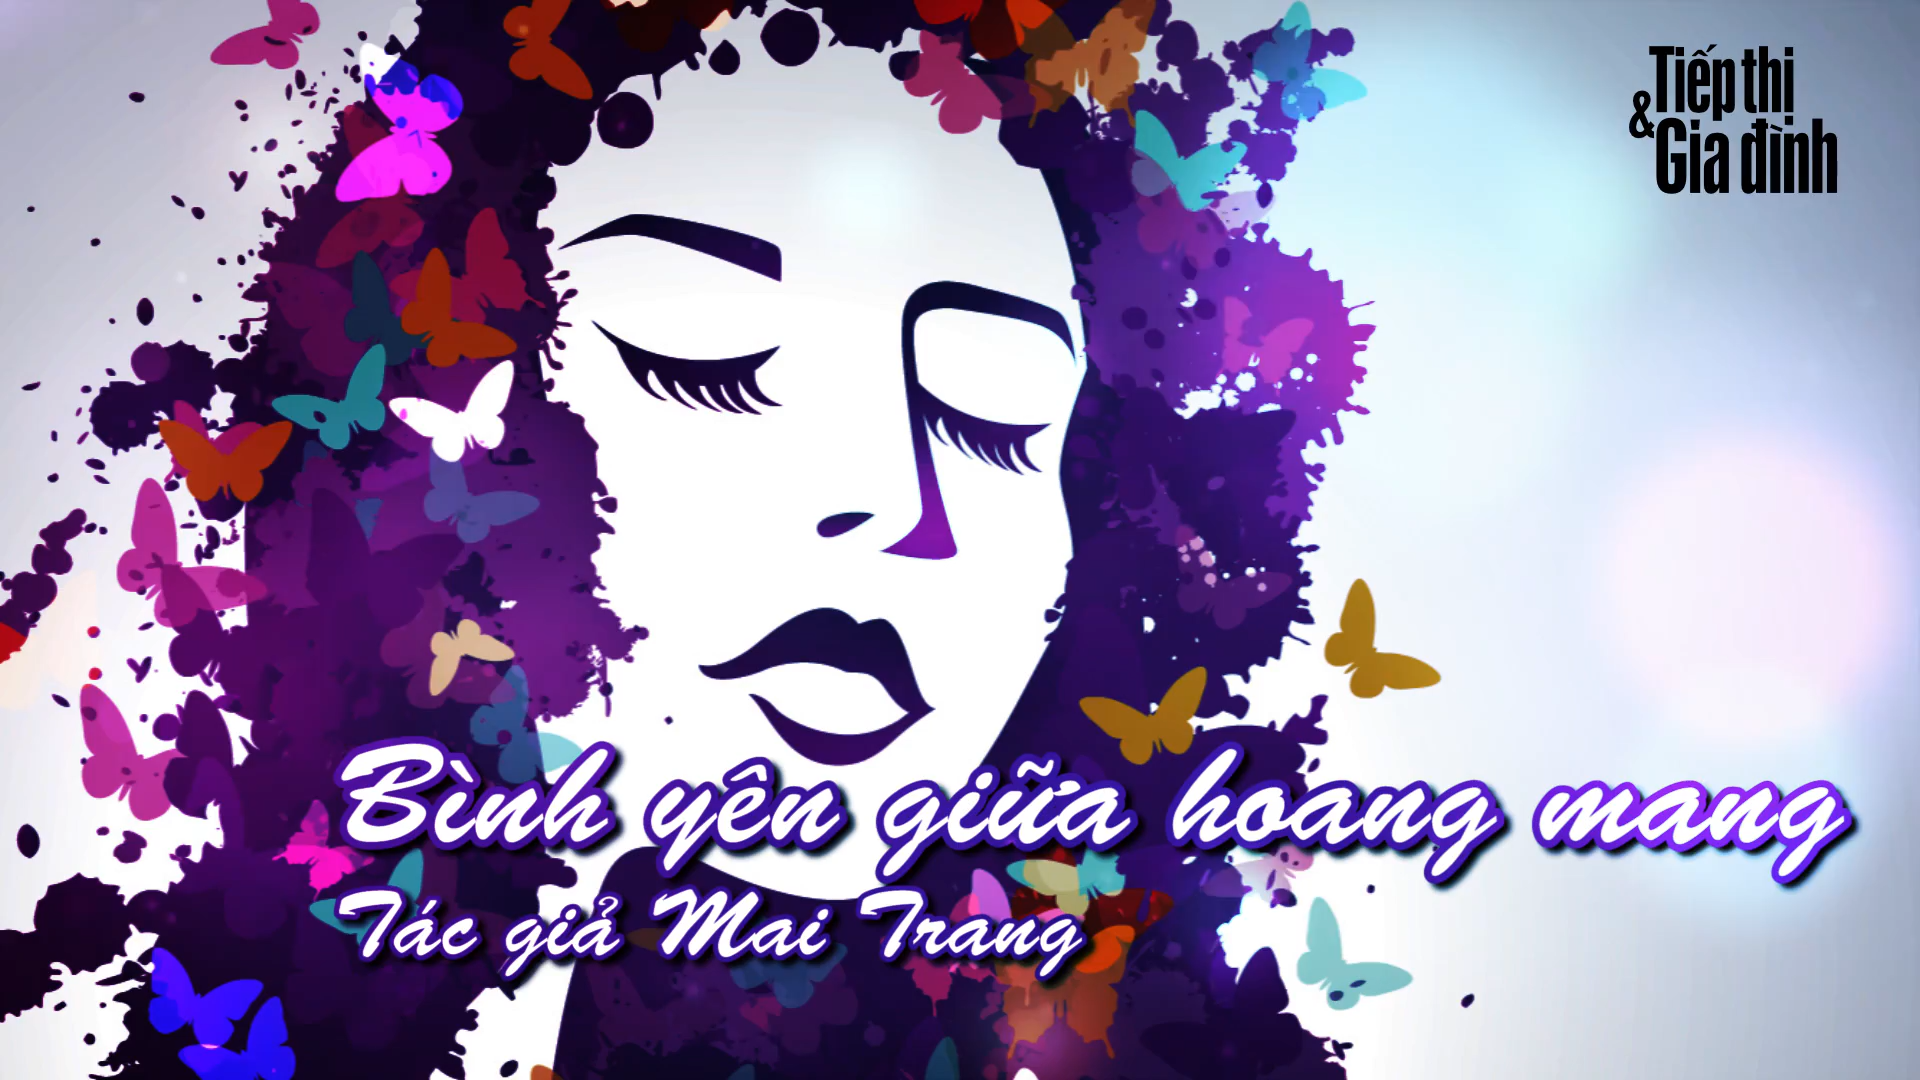 Tiếp thị
& Gia đình
Bình yên giữa hoang mang
Tác giả Mai Trang